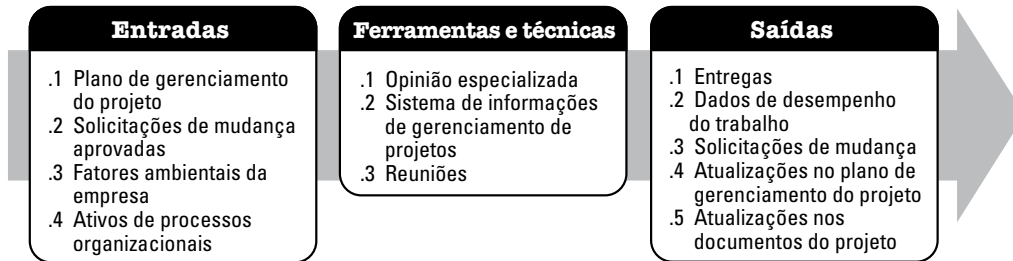 Entradas
.1 Plano de gerenciamento
do projeto
.2 Solicitações de mudança
aprovadas
.3 Fatores ambientais da
empresa
.4 Ativos de processos
organizacionais
Ferramentas e técnicas
.1 Opinião especializada
.2 Sistema de informações
de gerenciamento de
projetos
.3 Reuniões
Saídas
.1 Entregas
.2 Dados de desempenho
do trabalho
.3 Solicitações de mudança
.4 Atualizações no plano de
gerenciamento do projeto
.5 Atualizações nos
documentos do projeto